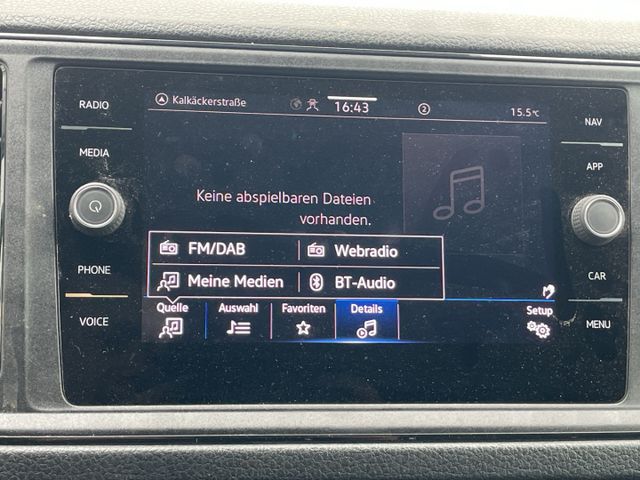 RADIO
MEDIA
PHONE
VOICE
Kalkäckerstraße
16:43
2
15.5°C
Keine abspielbaren Dateien
vorhanden.
FM/DAB
Webradio
Meine Medien
BT-Audio
Quelle
Auswahl
Favoriten
Details
Setup
NAV
APP
CAR
MENU